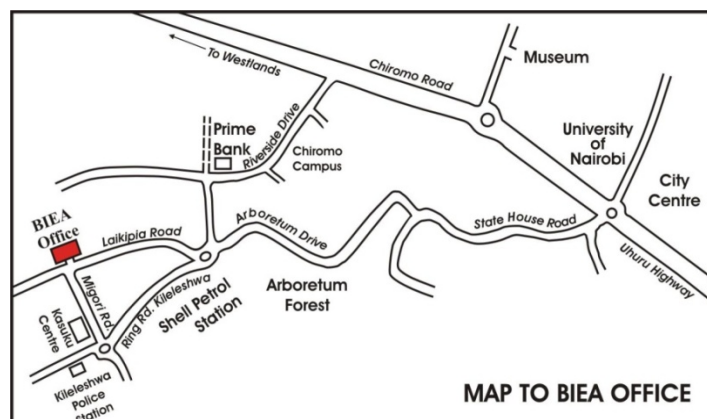 To Westlands
Chiromo Road
Museum
University
of
Nairobi
City
Centre
Prime
Bank
Riverside Drive
Chiromo
Campus
BIEA
Office
Laikipia Road
Arboretum Drive
State House Road
Uhuru Highway
Migori Rd.
Ring Rd. Kileleshwa
Shell Petrol
Station
Arboretum
Forest
Kasuku
Centre
Kileleshwa
Police
Station
MAP TO BIEA OFFICE